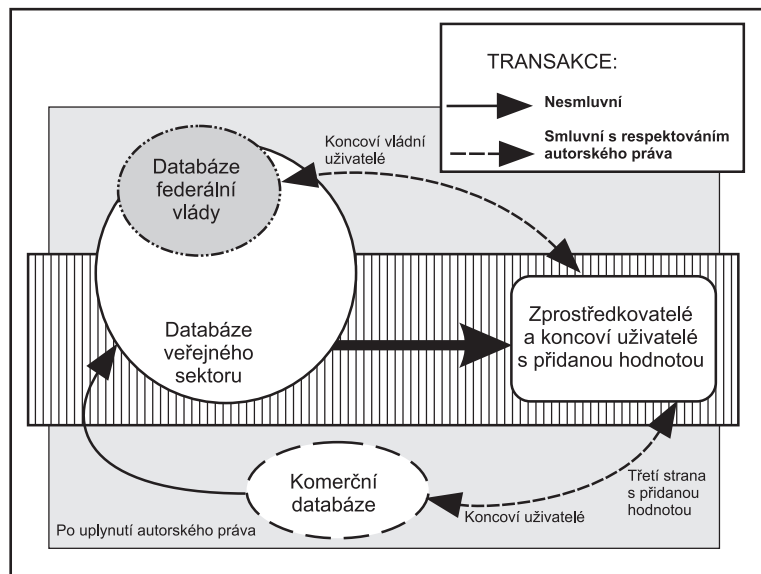 TRANSAKCE:
Nesmluvní
Smluvní s respektováním
autorského práva
Koncoví vládní
uživatelé
Databáze
federální
vlády
Databáze
veřejného
sektoru
Zprostředkovatelé
a koncoví uživatelé
s přidanou hodnotou
Komerční
databáze
Třetí strana
s přidanou
hodnotou
Koncoví uživatelé
Po uplynutí autorského práva